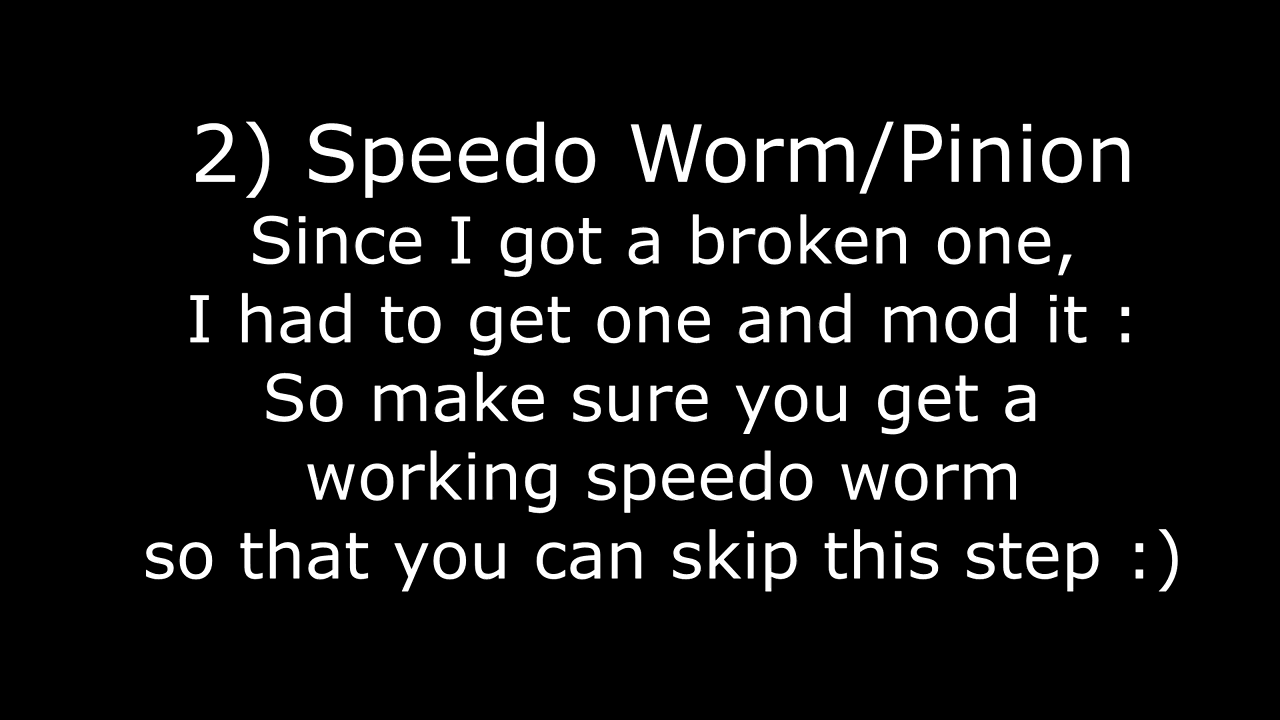 2) Speedo Worm/Pinion
Since I got a broken one,
I had to get one and mod it :
So make sure you get a
working speedo worm
so that you can skip this step :)